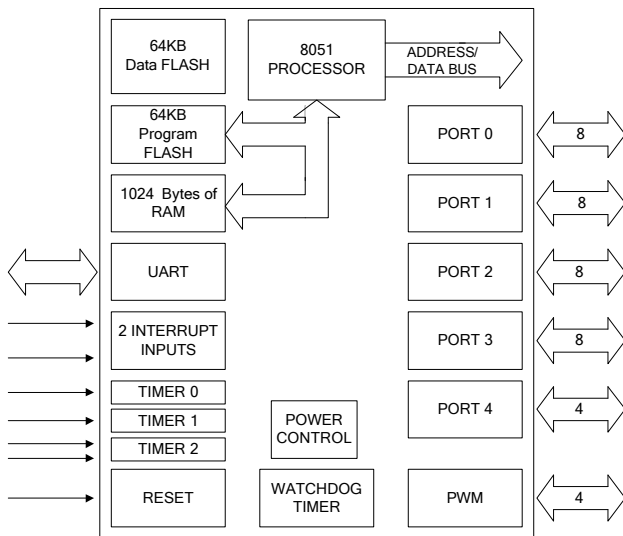 64KB
Data FLASH
8051
PROCESSOR
ADDRESS/
DATA BUS
64KB
Program
FLASH
PORT 0
8
1024 Bytes of
RAM
PORT 1
8
UART
PORT 2
8
2 INTERRUPT
INPUTS
PORT 3
8
TIMER 0
TIMER 1
TIMER 2
POWER
CONTROL
PORT 4
4
RESET
WATCHDOG
TIMER
PWM
4